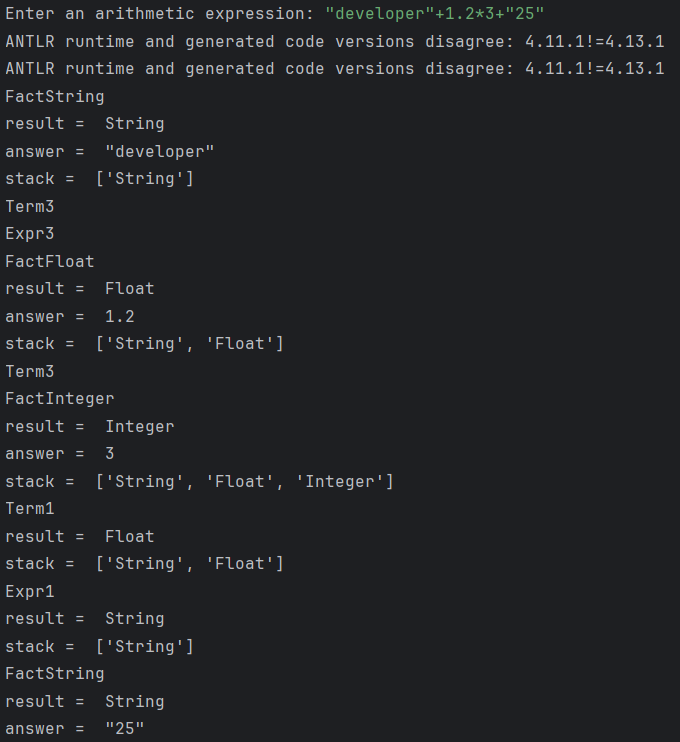 Enter an arithmetic expression: "developer"+1.2*3+"25"
ANTLR runtime and generated code versions disagree: 4.11.1!=4.13.1
ANTLR runtime and generated code versions disagree: 4.11.1!=4.13.1
FactString
result =  String
answer =  "developer"
stack =  ['String']
Term3
Expr3
FactFloat
result =  Float
answer =  1.2
stack =  ['String', 'Float']
Term3
FactInteger
result =  Integer
answer =  3
stack =  ['String', 'Float', 'Integer']
Term1
result =  Float
stack =  ['String', 'Float']
Expr1
result =  String
stack =  ['String']
FactString
result =  String
answer =  "25"